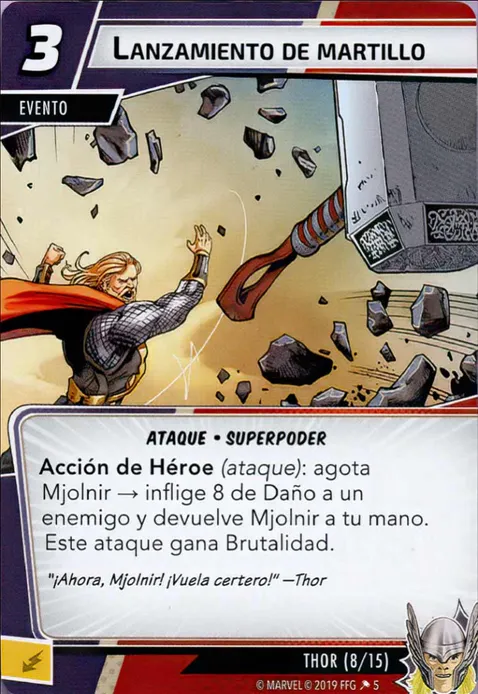 3
LANZAMIENTO DE MARTILLO
EVENTO
ATAQUE • SUPERPODER
Acción de Héroe (ataque): agota
Mjolnir → inflige 8 de Daño a un
enemigo y devuelve Mjolnir a tu mano.
Este ataque gana Brutalidad.
"¡Ahora, Mjolnir! ¡Vuela certero!" —Thor
THOR (8/15)
© MARVEL © 2019 FFG 5